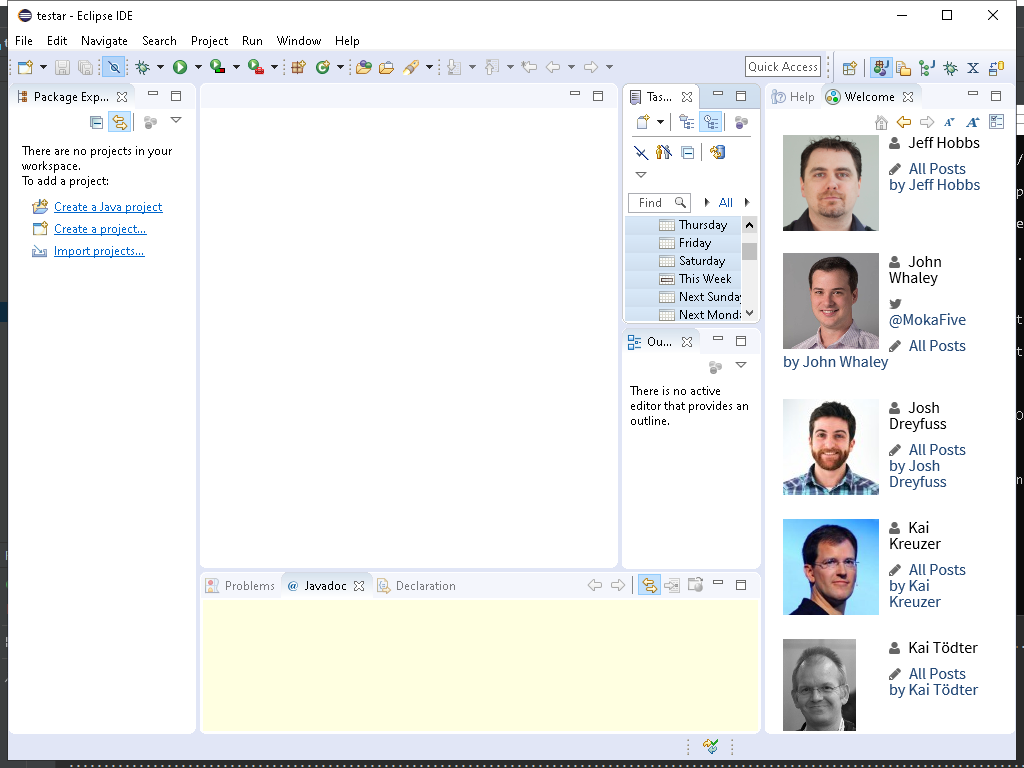 testar - Eclipse IDE
File Edit Navigate Search Project Run Window Help
Quick Access
Package Exp...
There are no projects in your
workspace.
To add a project:
Create a Java project
Create a project...
Import projects...
Tas...
Find All
Thursday
Friday
Saturday
This Week
Next Sunday
Ou...
There is no active
editor that provides an
outline.
Problems @ Javadoc Declaration
Help Welcome
Jeff Hobbs
All Posts
by Jeff Hobbs
John
Whaley
@MokaFive
All Posts
by John Whaley
Josh
Dreyfuss
All Posts
by Josh
Dreyfuss
Kai
Kreuzer
All Posts
by Kai
Kreuzer
Kai Tödter
All Posts
by Kai Tödter